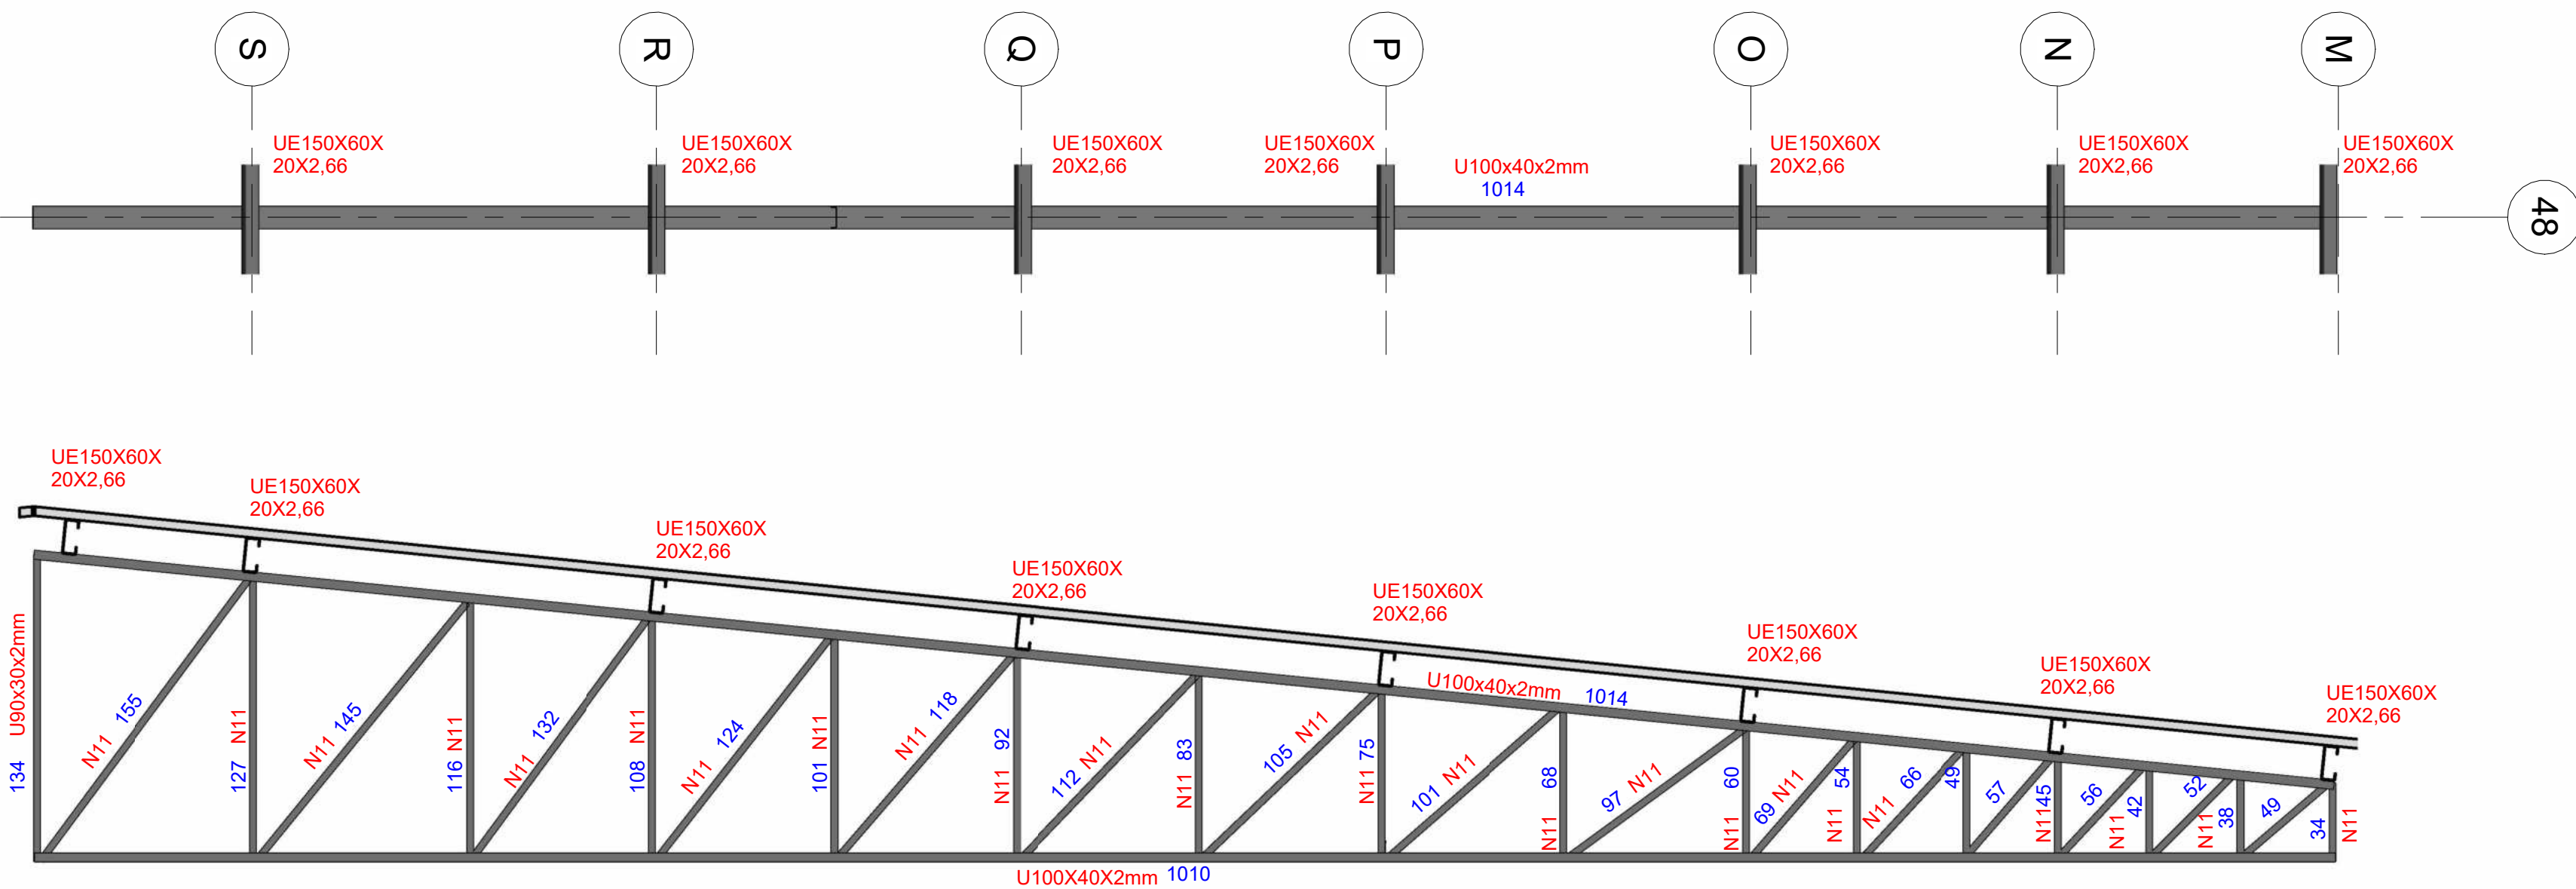 S
R
Q
P
O
N
M
48
UE150X60X
20X2,66
UE150X60X
20X2,66
UE150X60X
20X2,66
UE150X60X
20X2,66
U100x40x2mm
1014
UE150X60X
20X2,66
UE150X60X
20X2,66
UE150X60X
20X2,66
UE150X60X
20X2,66
UE150X60X
20X2,66
UE150X60X
20X2,66
UE150X60X
20X2,66
UE150X60X
20X2,66
UE150X60X
20X2,66
UE150X60X
20X2,66
UE150X60X
20X2,66
U100x40x2mm 1014
134 U90x30x2mm
N11 155
127 N11
N11 145
116 N11
N11 132
108 N11
N11 124
101 N11
N11 118
N11 92
112 N11
N11 83
105 N11
N11 75
101 N11
N11 68
97 N11
N11 60
69 N11
N11 54
N11 66
49
57
N11 45
56
N11 42
52
N11 38
49
34 N11
U100X40X2mm 1010